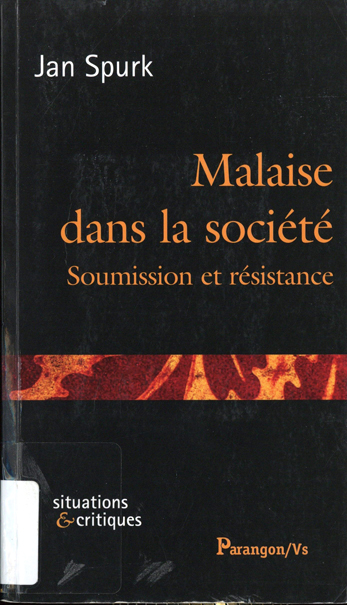 Jan Spurk
Malaise
dans la société
Soumission et résistance
situations
&critiques
Parangon/Vs